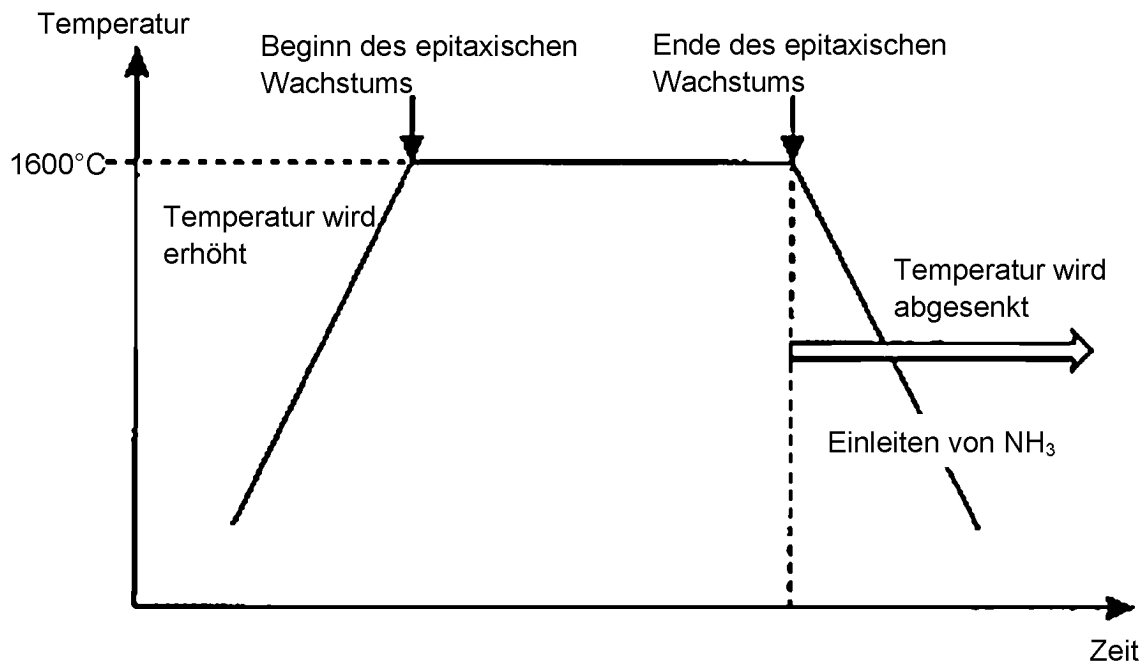 Temperatur
Beginn des epitaxischen
Wachstums
Ende des epitaxischen
Wachstums
1600°C
Temperatur wird
erhöht
Temperatur wird
abgesenkt
Einleiten von NH₃
Zeit